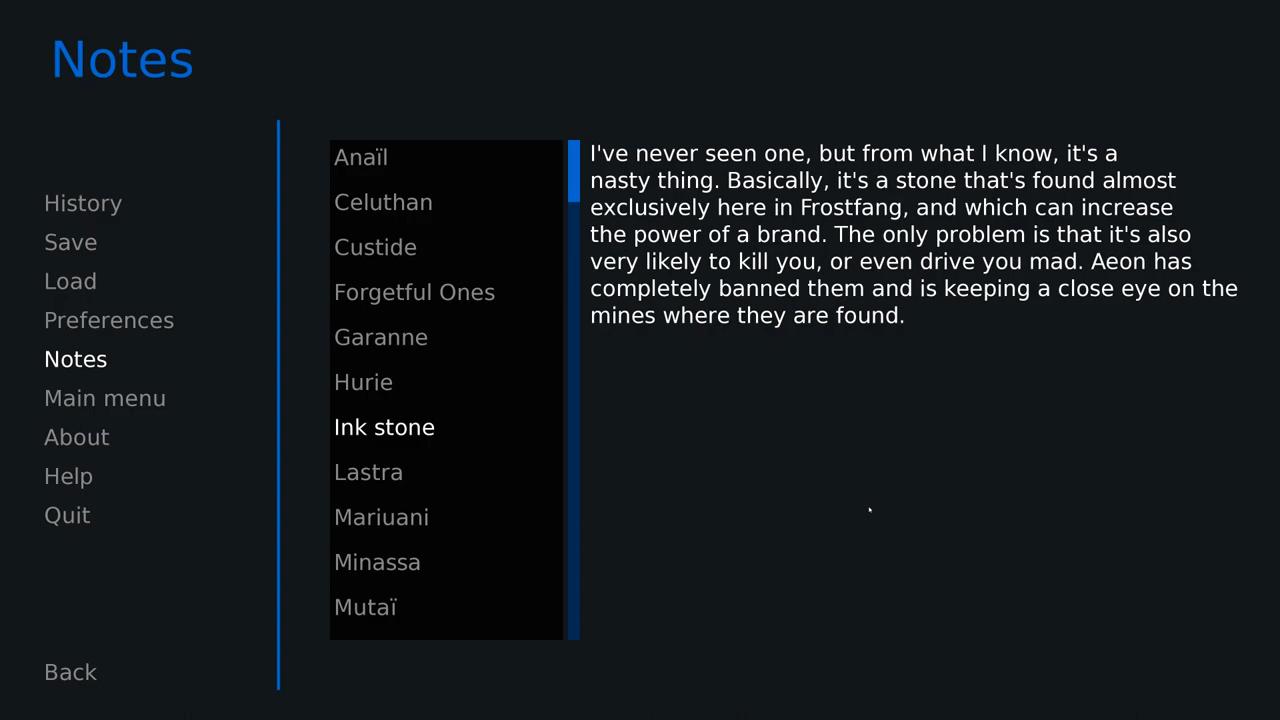 Notes
History
Save
Load
Preferences
Notes
Main menu
About
Help
Quit
Back
Anaïl
Celuthan
Custide
Forgetful Ones
Garanne
Hurie
Ink stone
Lastra
Mariuani
Minassa
Mutaï
I've never seen one, but from what I know, it's a
nasty thing. Basically, it's a stone that's found almost
exclusively here in Frostfang, and which can increase
the power of a brand. The only problem is that it's also
very likely to kill you, or even drive you mad. Aeon has
completely banned them and is keeping a close eye on the
mines where they are found.